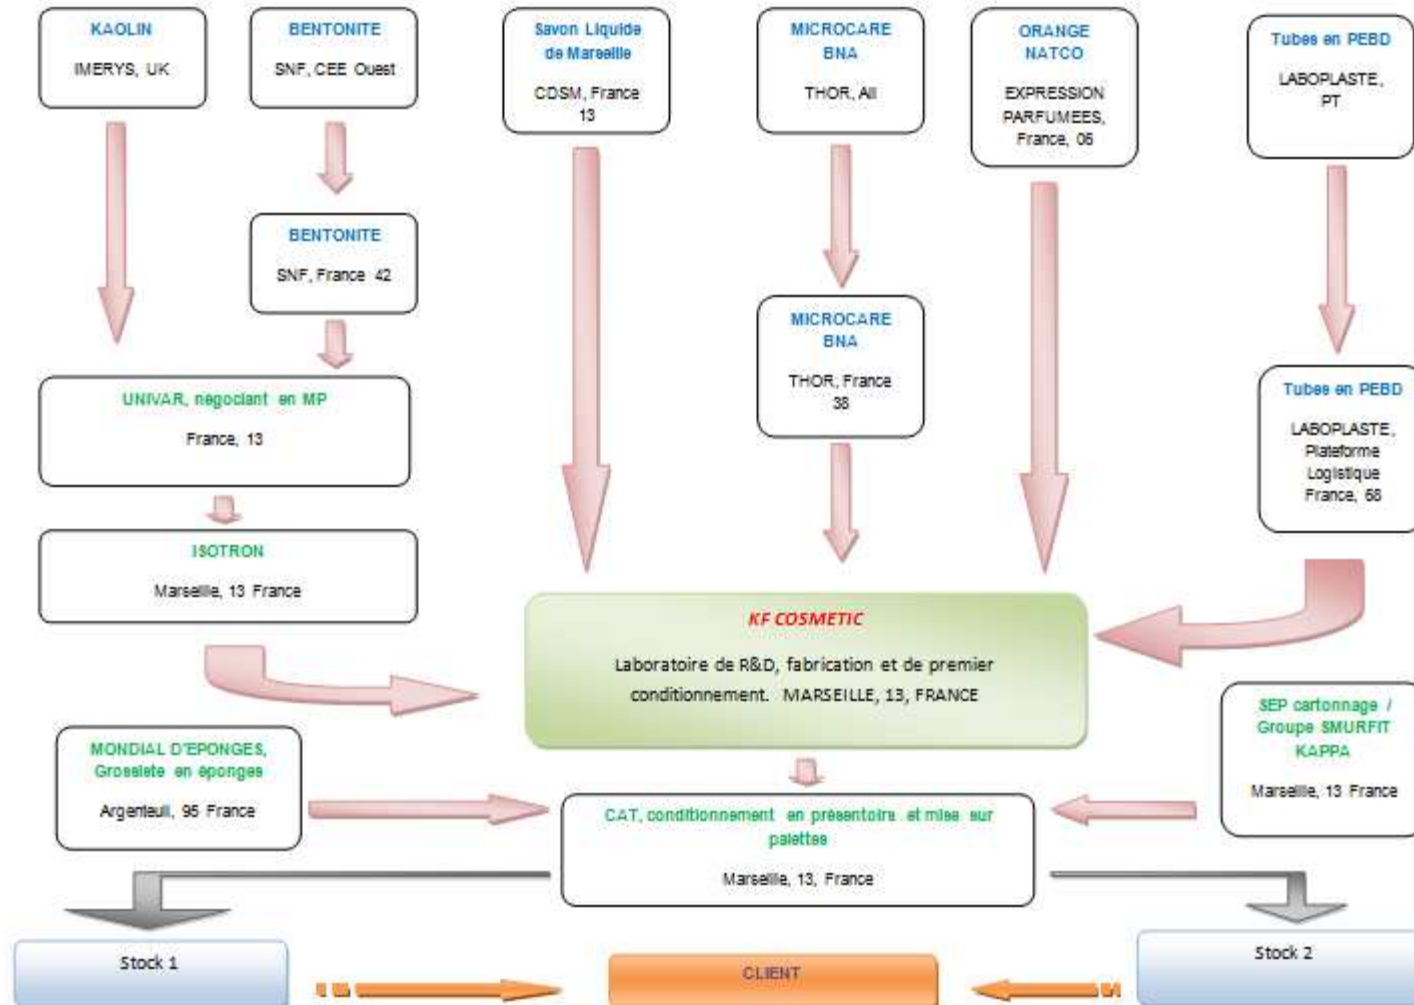 KAOLIN
IMERYS, UK
BENTONITE
SNF, CEE Ouest
Savon Liquide
de Marseille
CDSM, France
13
MICROCARE
BNA
THOR, All
ORANGE
NATCO
EXPRESSION
PARFUMEES,
France, 06
Tubes en PEBD
LABOPLASTE,
PT
BENTONITE
SNF, France 42
MICROCARE
BNA
THOR, France
38
Tubes en PEBD
LABOPLASTE,
Plateforme
Logistique
France, 68
UNIVAR, négociant en MP
France, 13
ISOTRON
Marseille, 13 France
KF COSMETIC
Laboratoire de R&D, fabrication et de premier
conditionnement. MARSEILLE, 13, FRANCE
MONDIAL D'EPONGES,
Grossiste en éponges
Argenteuil, 95 France
SEP cartonnage /
Groupe SMURFIT
KAPPA
Marseille, 13 France
CAT, conditionnement en présentoire et mise sur
palettes
Marseille, 13, France
Stock 1
CLIENT
Stock 2